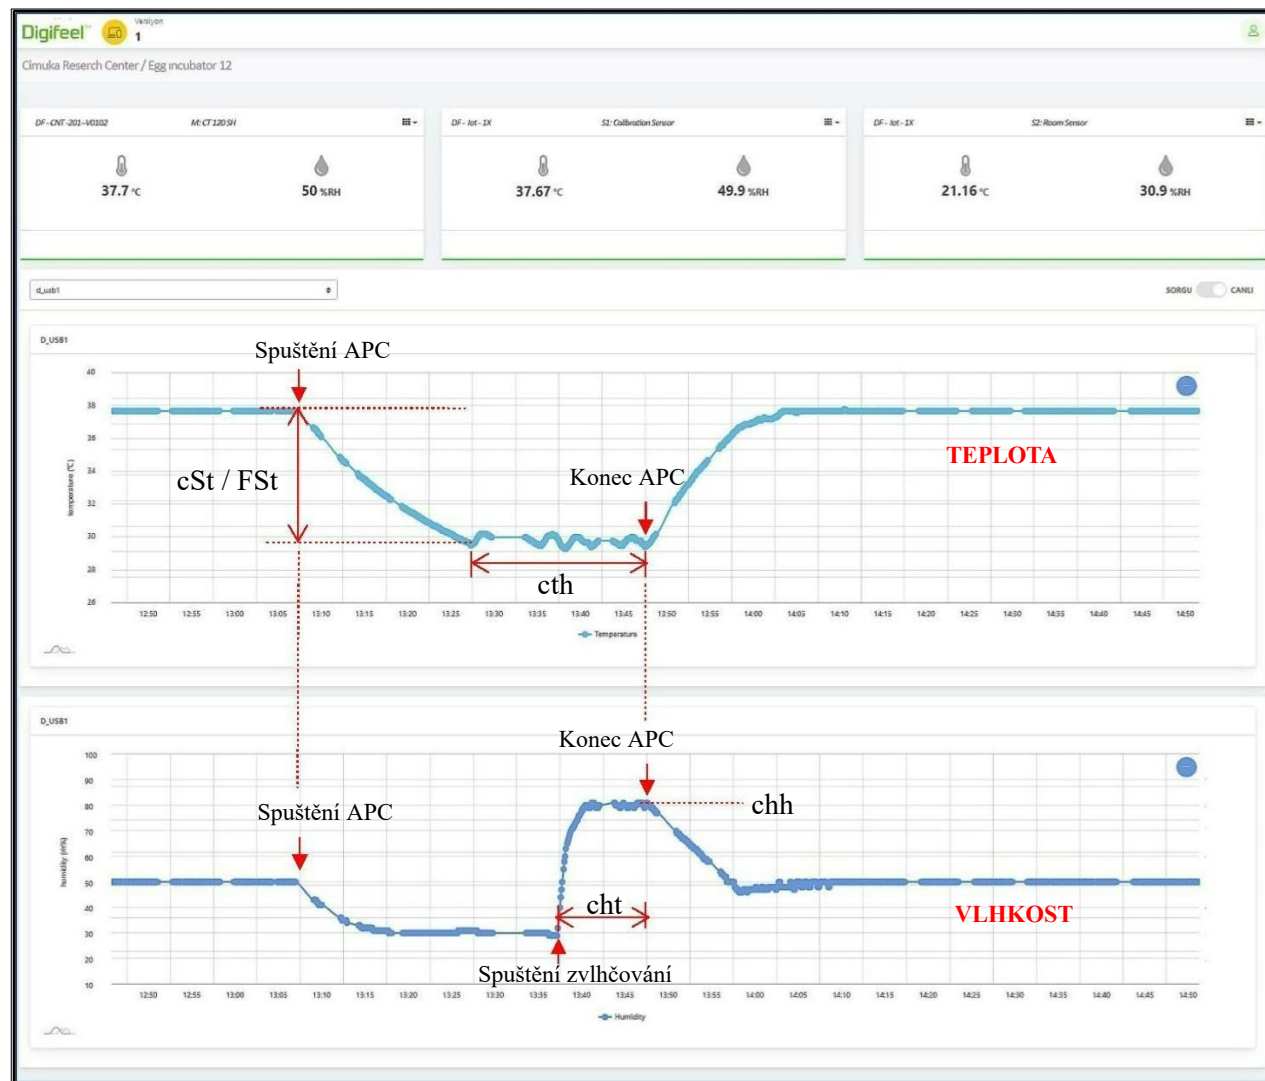 Digifeel™
Versiyon
1
Cimuka Reserch Center / Egg incubator 12
DF - CNT -201--V0102 M: CT 120 SH
37.7 °C 50 %RH
DF - Iot - 1X S1: Calibration Sensor
37.67 °C 49.9 %RH
DF - Iot - 1X S2: Room Sensor
21.16 °C 30.9 %RH
d_usb1
SORGU CANLI
D_USB1
Spuštění APC
cSt / FSt
Konec APC
TEPLOTA
cth
temperature (°C)
40
38
36
34
32
30
28
26
12:50 12:55 13:00 13:05 13:10 13:15 13:20 13:25 13:30 13:35 13:40 13:45 13:50 13:55 14:00 14:05 14:10 14:15 14:20 14:25 14:30 14:35 14:40 14:45 14:50
Temperature
D_USB1
Konec APC
Spuštění APC
chh
cht
VLHKOST
Spuštění zvlhčování
humidity (rh%)
100
90
80
70
60
50
40
30
20
10
12:50 12:55 13:00 13:05 13:10 13:15 13:20 13:25 13:30 13:35 13:40 13:45 13:50 13:55 14:00 14:05 14:10 14:15 14:20 14:25 14:30 14:35 14:40 14:45 14:50
Humidity